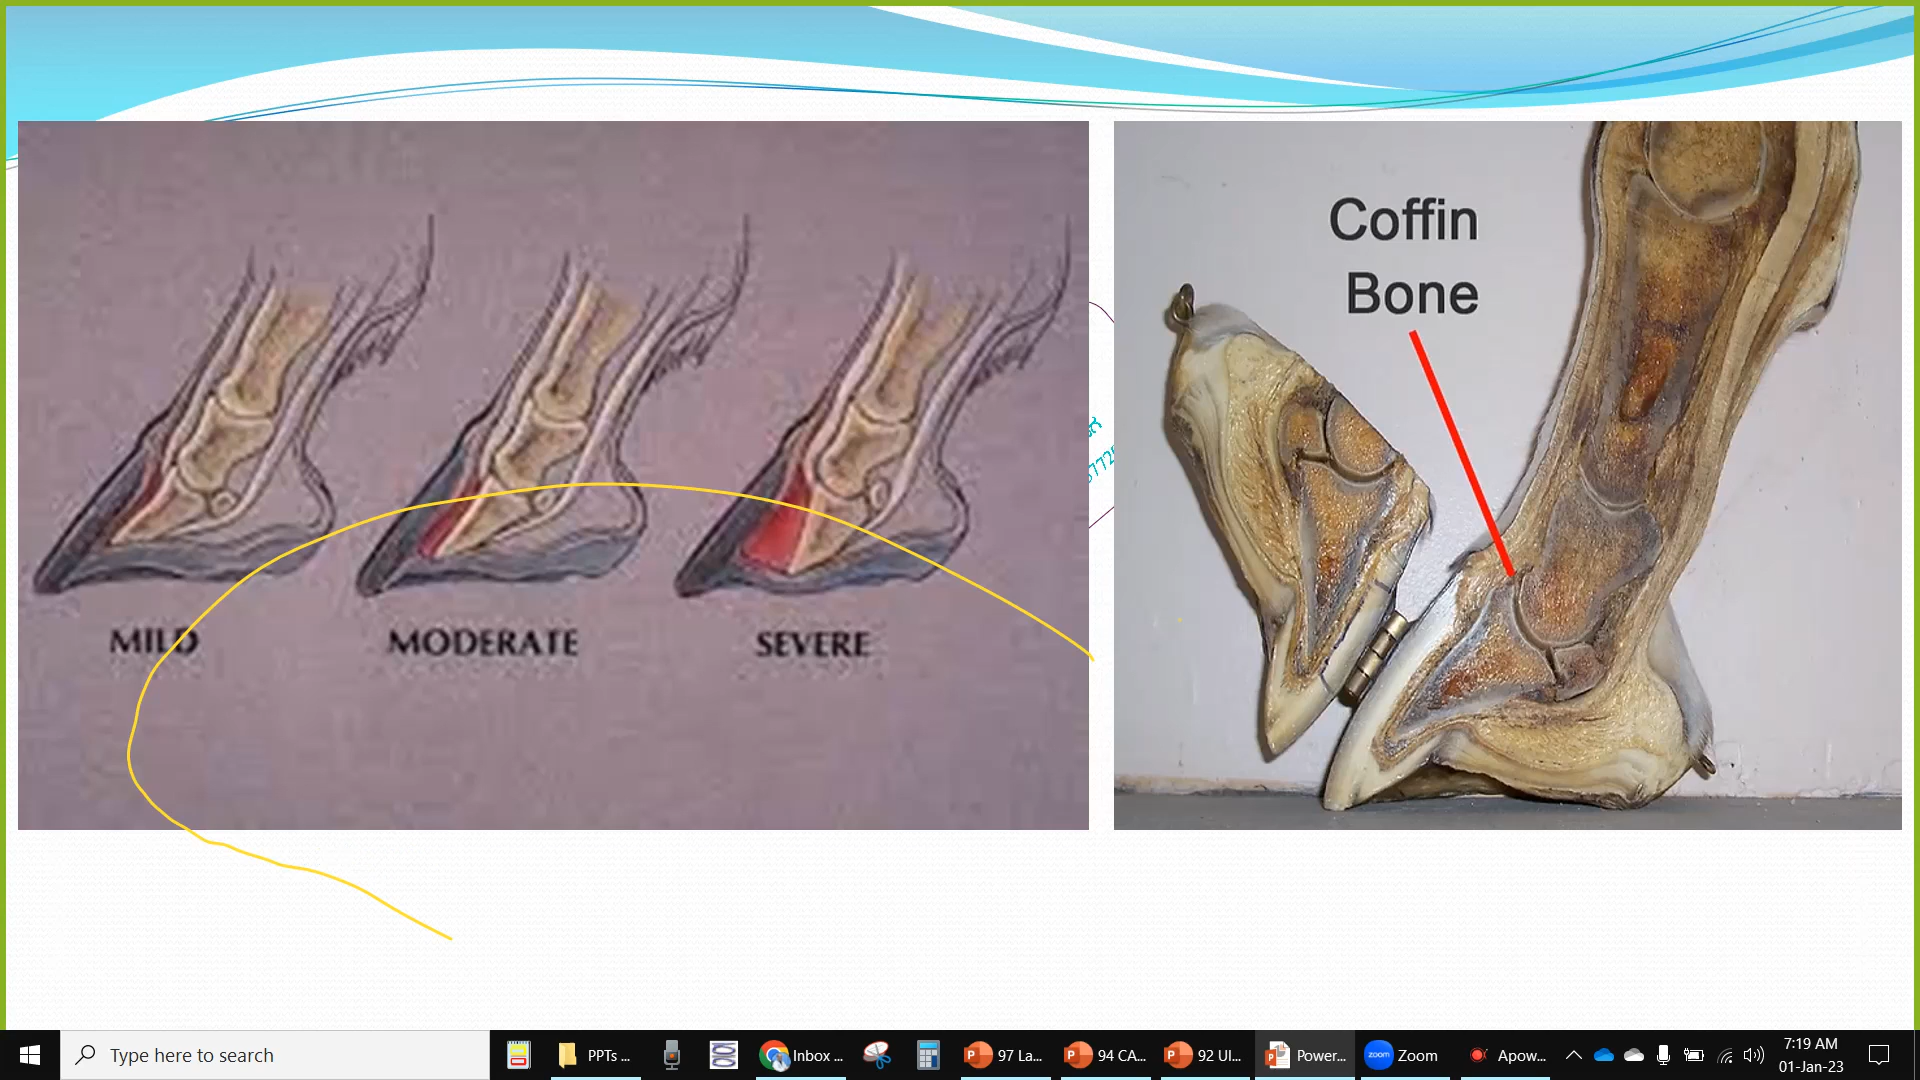 Coffin
Bone
MILD
MODERATE
SEVERE
Type here to search
PPTs ...
Inbox ...
97 La...
94 CA...
92 Ul...
Power...
zoom
Zoom
Apow...
7:19 AM
01-Jan-23